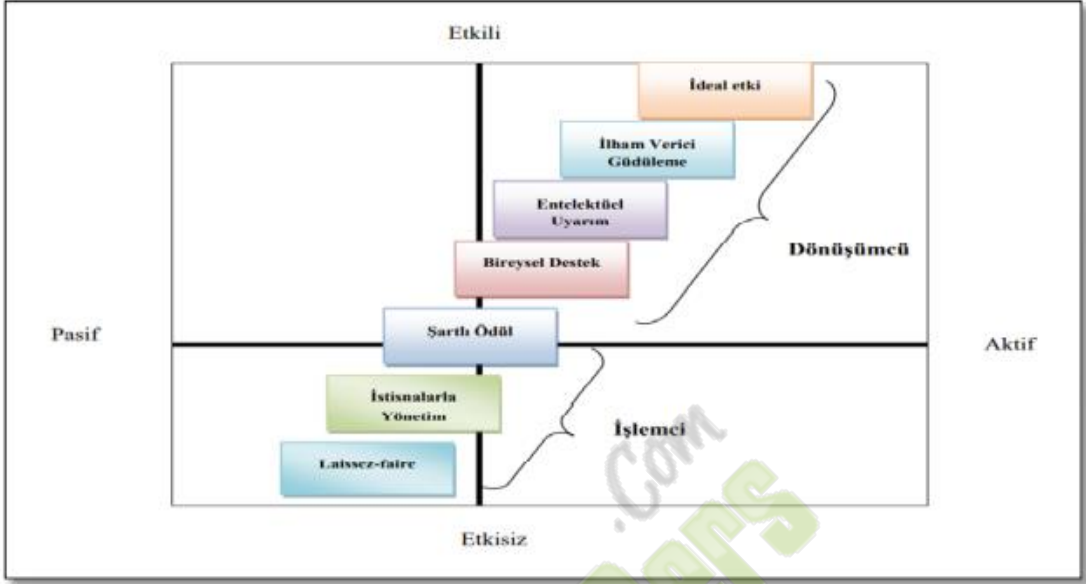 Etkili
İdeal etki
İlham Verici
Güdüleme
Entelektüel
Uyarım
Bireysel Destek
Dönüşümcü
Pasif
Şartlı Ödül
Aktif
İstisnalarla
Yönetim
İşlemci
Laissez-faire
Etkisiz
.Com